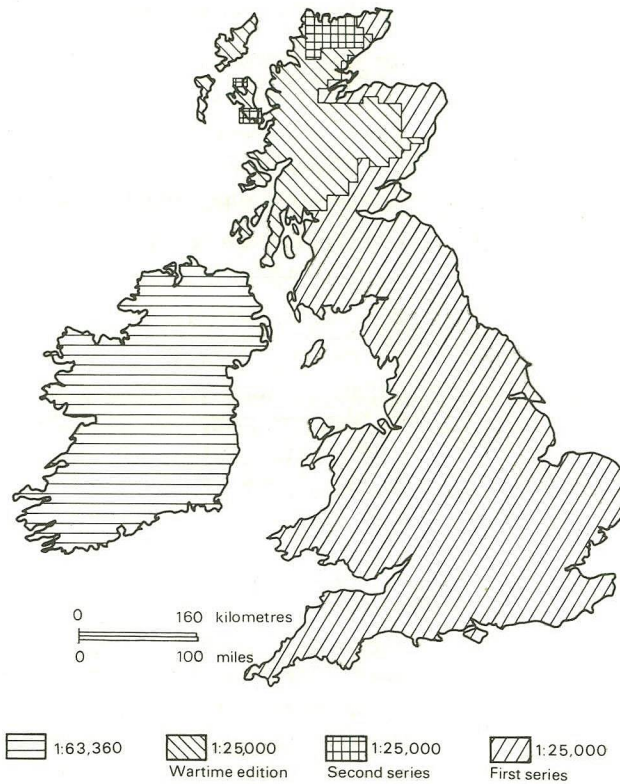 0 160 kilometres
0 100 miles
1:63,360
1:25,000
Wartime edition
1:25,000
Second series
1:25,000
First series